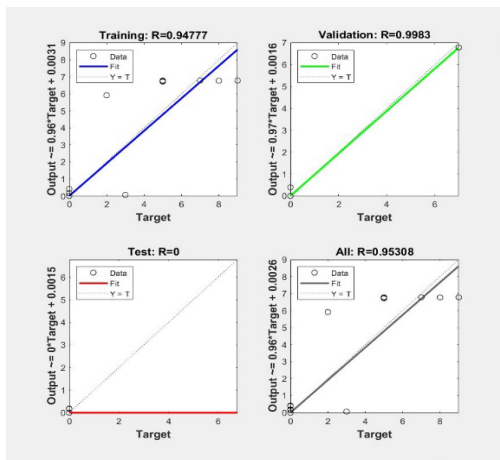 Training: R=0.94777
Output ~= 0.96*Target + 0.0031
9
8
7
6
5
4
3
2
1
0
Data
Fit
Y = T
0 2 4 6 8
Target
Validation: R=0.9983
Output ~= 0.97*Target + 0.0016
7
6
5
4
3
2
1
0
Data
Fit
Y = T
0 2 4 6
Target
Test: R=0
Output ~= 0*Target + 0.0015
6
5
4
3
2
1
0
Data
Fit
Y = T
0 2 4 6
Target
All: R=0.95308
Output ~= 0.96*Target + 0.0026
9
8
7
6
5
4
3
2
1
0
Data
Fit
Y = T
0 2 4 6 8
Target